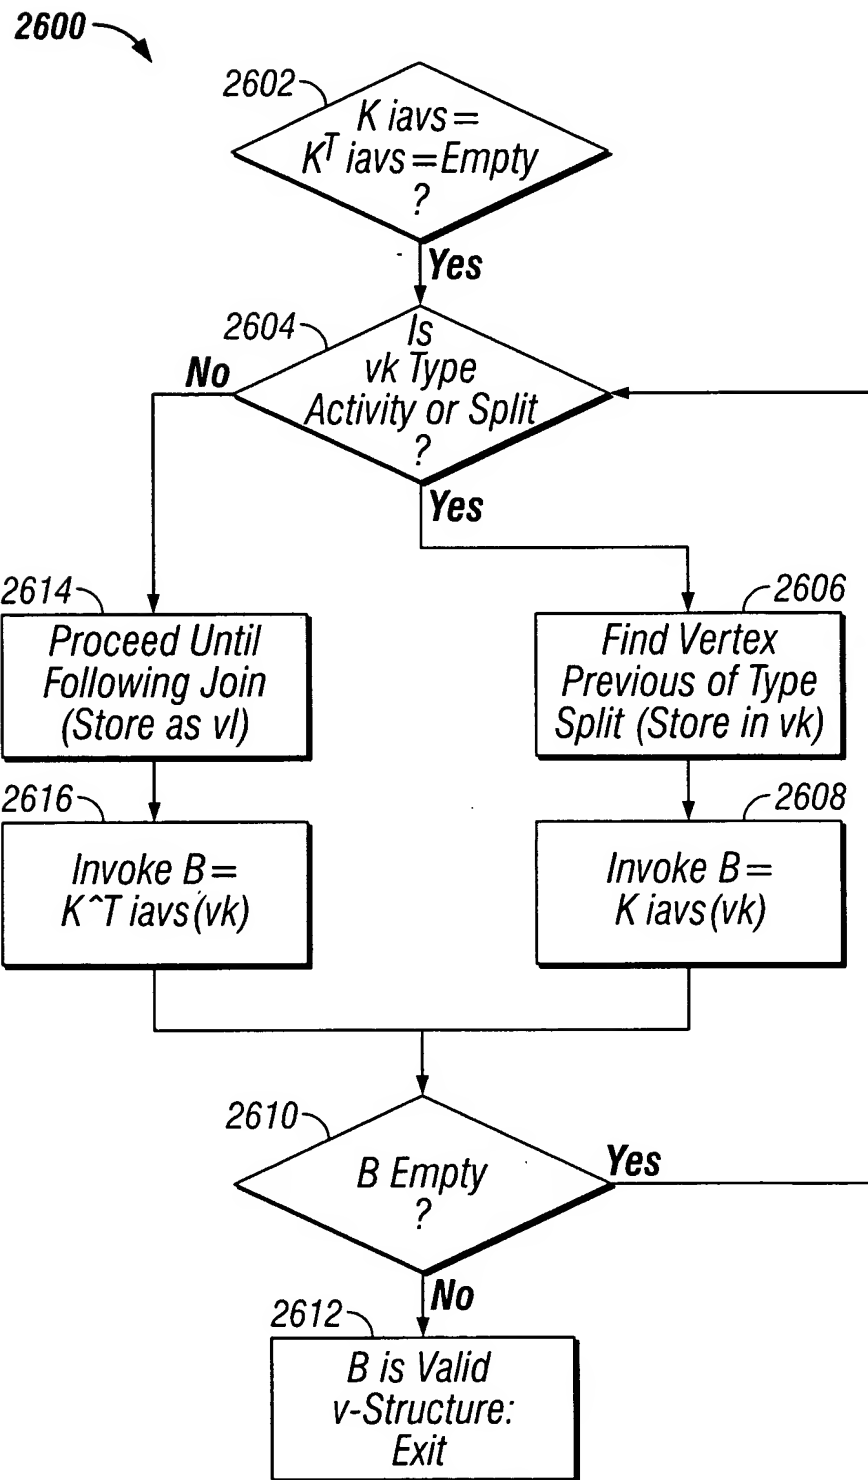 2600
2602
K iavs =
K^T iavs = Empty
?
Yes
2604
Is
vk Type
Activity or Split
?
No
Yes
2614
Proceed Until
Following Join
(Store as vl)
2606
Find Vertex
Previous of Type
Split (Store in vk)
2616
Invoke B =
K^T iavs (vk)
2608
Invoke B =
K iavs (vk)
2610
B Empty
?
Yes
No
2612
B is Valid
v-Structure:
Exit